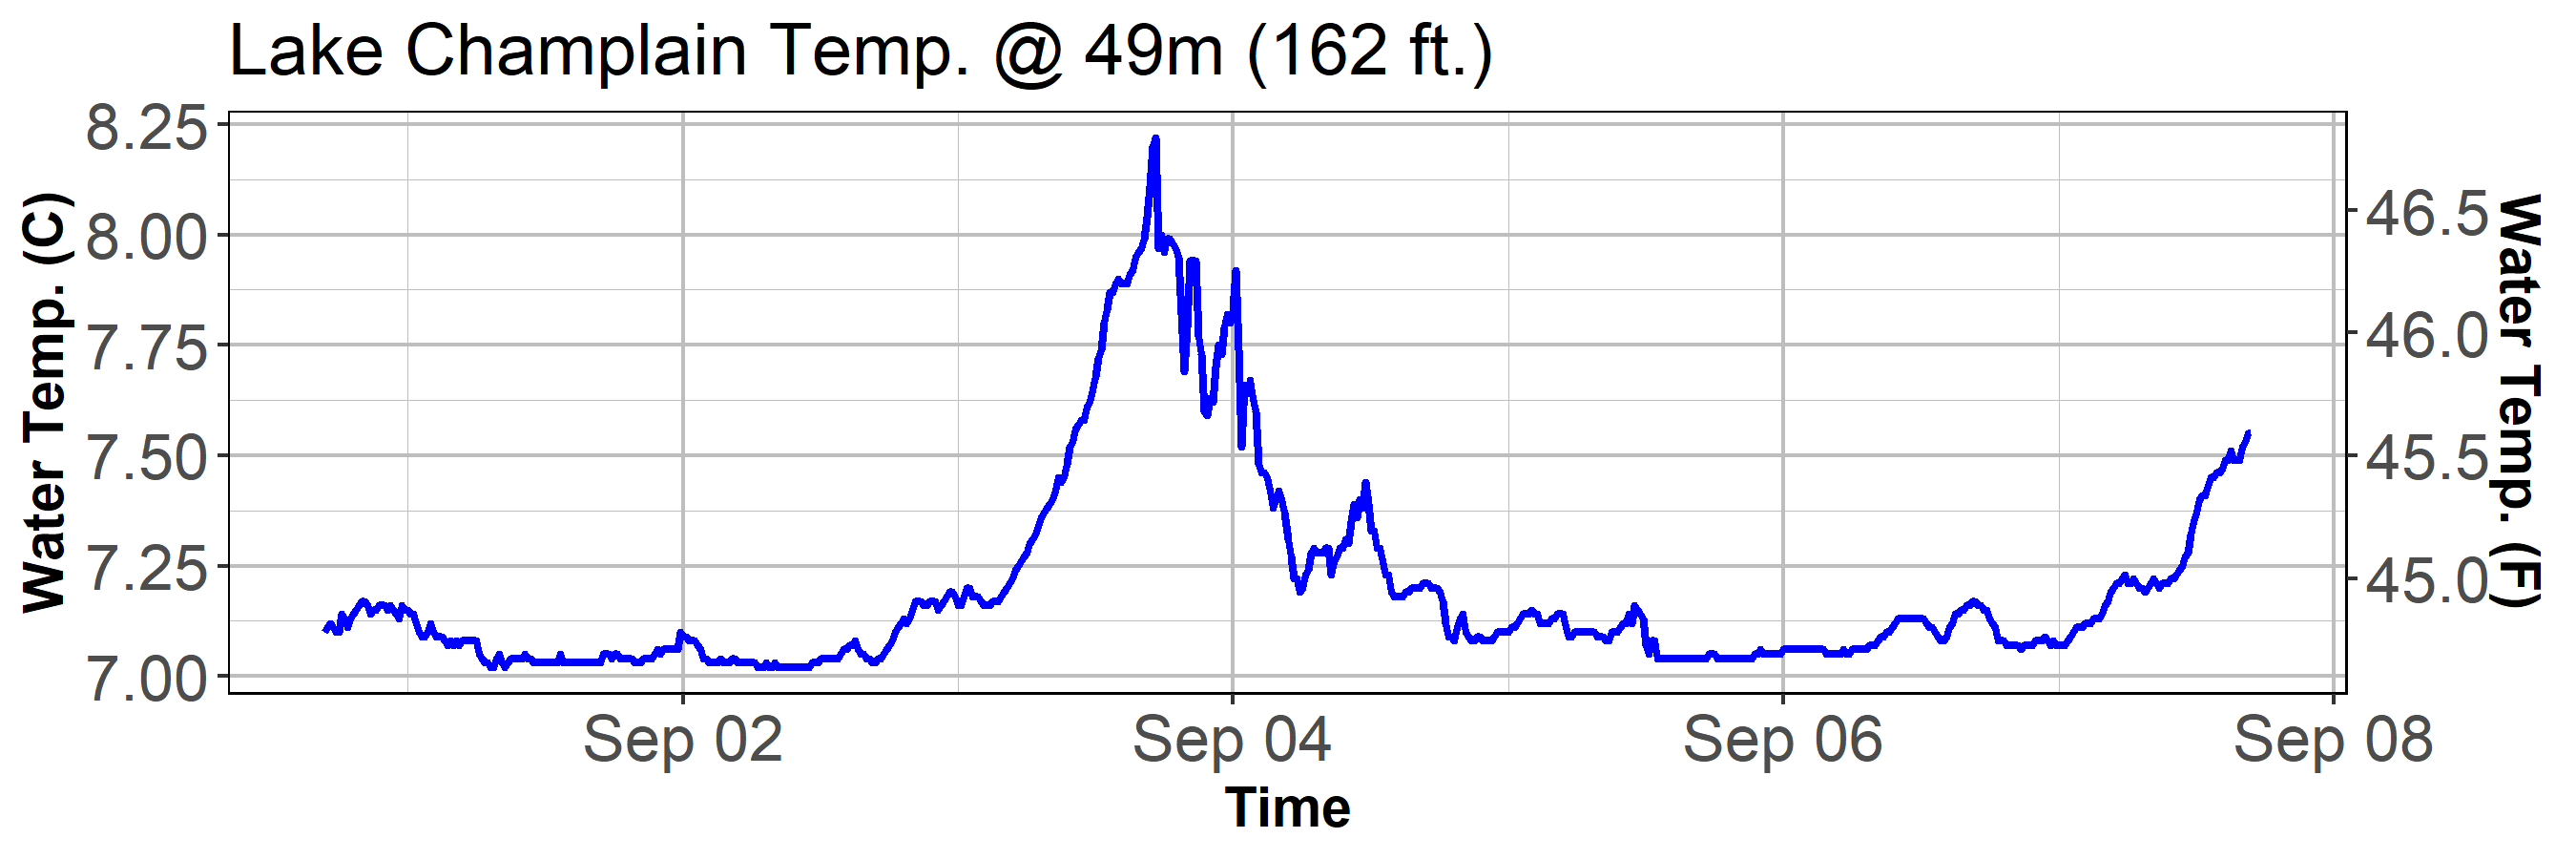 Lake Champlain Temp. @ 49m (162 ft.)
Water Temp. (C)
8.25
8.00
7.75
7.50
7.25
7.00
46.5
46.0
45.5
45.0
Water Temp. (F)
Sep 02 Sep 04 Sep 06 Sep 08
Time